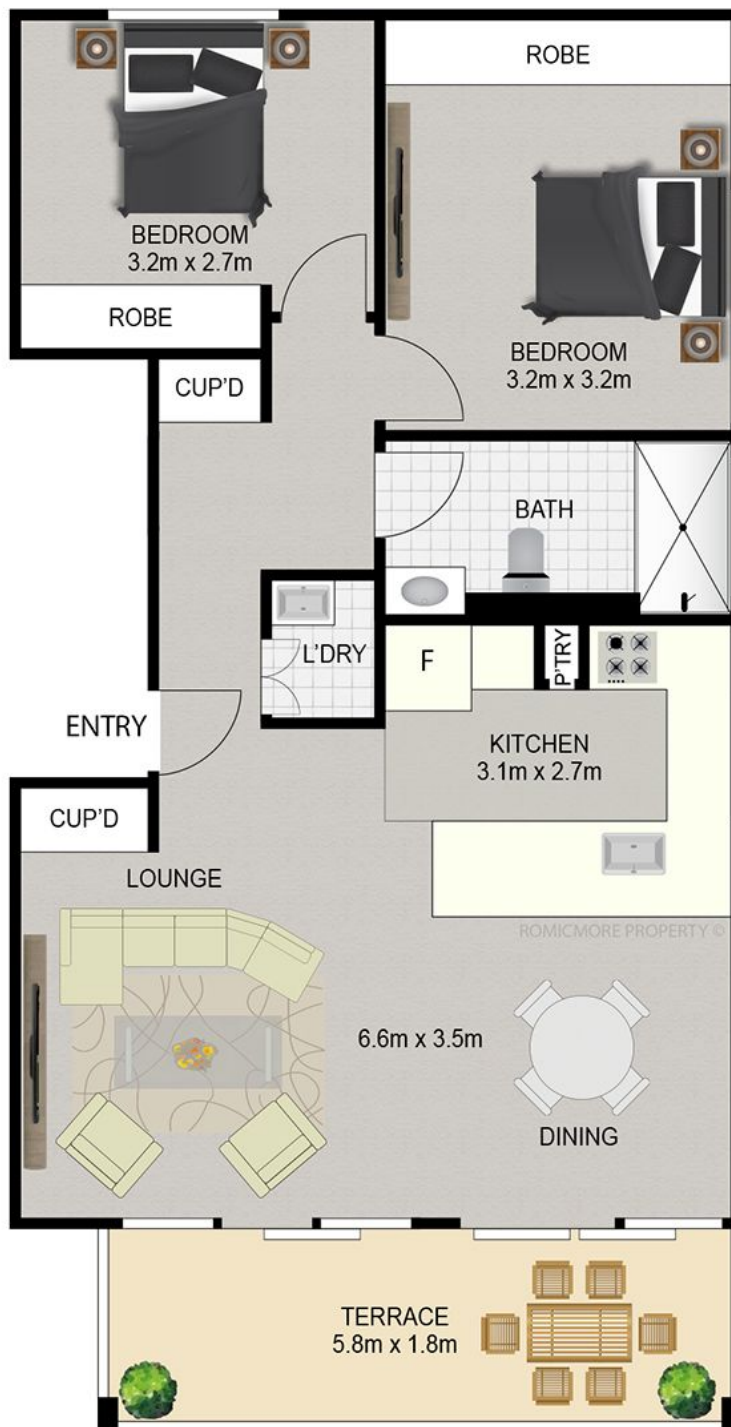 ROBE
BEDROOM
3.2m x 2.7m
ROBE
BEDROOM
3.2m x 3.2m
CUP'D
BATH
L'DRY
F
P'TRY
ENTRY
KITCHEN
3.1m x 2.7m
CUP'D
LOUNGE
ROMICMORE PROPERTY ©
6.6m x 3.5m
DINING
TERRACE
5.8m x 1.8m